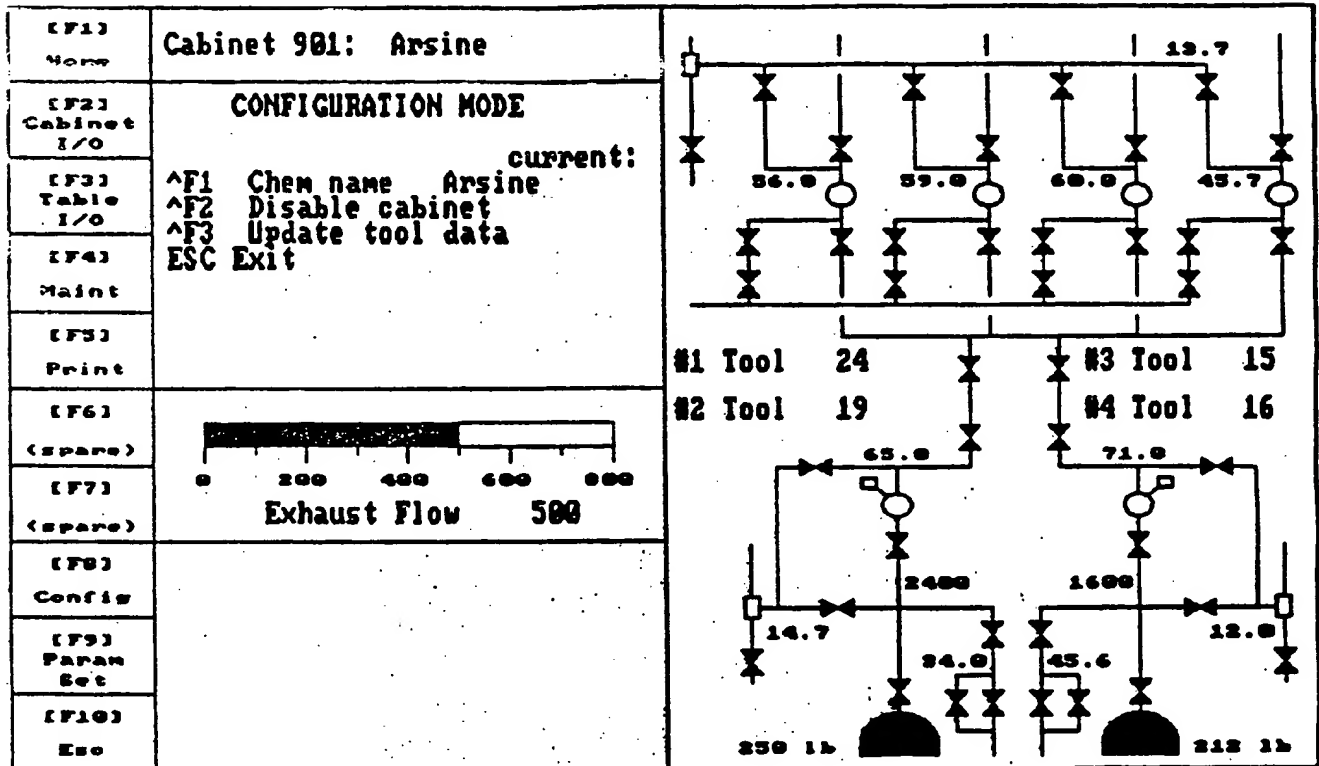 [F1]
Home
[F2]
Cabinet
I/O
[F3]
Table
I/O
[F4]
Maint
[F5]
Print
[F6]
(spare)
[F7]
(spare)
[F8]
Config
[F9]
Param
Set
[F10]
Esc
Cabinet 901: Arsine
CONFIGURATION MODE
current:
^F1 Chem name Arsine
^F2 Disable cabinet
^F3 Update tool data
ESC Exit
0 200 400 600 800
Exhaust Flow 500
13.7
56.0 59.0 60.0 45.7
#1 Tool 24 #3 Tool 15
#2 Tool 19 #4 Tool 16
65.0 71.0
2400 1600
14.7 12.0
34.0 45.6
250 lb 212 lb